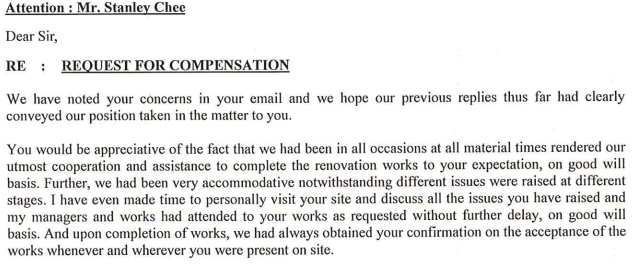 Attention : Mr. Stanley Chee
Dear Sir,
RE : REQUEST FOR COMPENSATION
We have noted your concerns in your email and we hope our previous replies thus far had clearly
conveyed our position taken in the matter to you.
You would be appreciative of the fact that we had been in all occasions at all material times rendered our
utmost cooperation and assistance to complete the renovation works to your expectation, on good will
basis. Further, we had been very accommodative notwithstanding different issues were raised at different
stages. I have even made time to personally visit your site and discuss all the issues you have raised and
my managers and works had attended to your works as requested without further delay, on good will
basis. And upon completion of works, we had always obtained your confirmation on the acceptance of the
works whenever and wherever you were present on site.